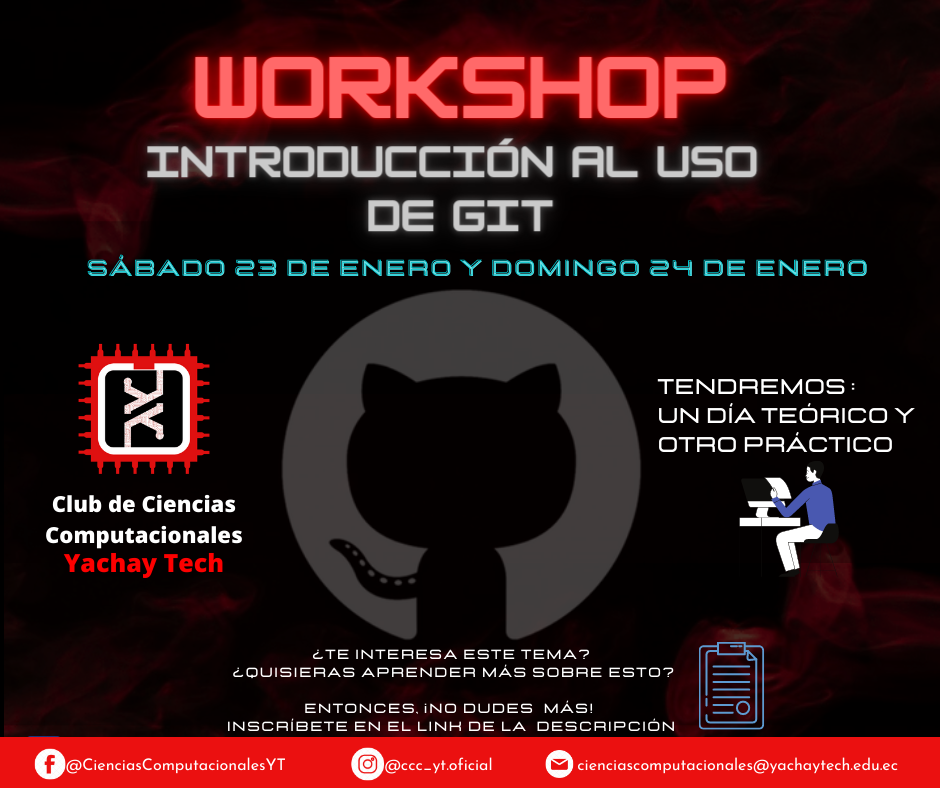 WORKSHOP
INTRODUCCIÓN AL USO
DE GIT
SÁBADO 23 DE ENERO Y DOMINGO 24 DE ENERO
TENDREMOS :
UN DÍA TEÓRICO Y
OTRO PRÁCTICO
Club de Ciencias
Computacionales
Yachay Tech
¿TE INTERESA ESTE TEMA?
¿QUISIERAS APRENDER MÁS SOBRE ESTO?
ENTONCES, ¡NO DUDES MÁS!
INSCRÍBETE EN EL LINK DE LA DESCRIPCIÓN
@CienciasComputacionalesYT
@ccc_yt.oficial
cienciascomputacionales@yachaytech.edu.ec